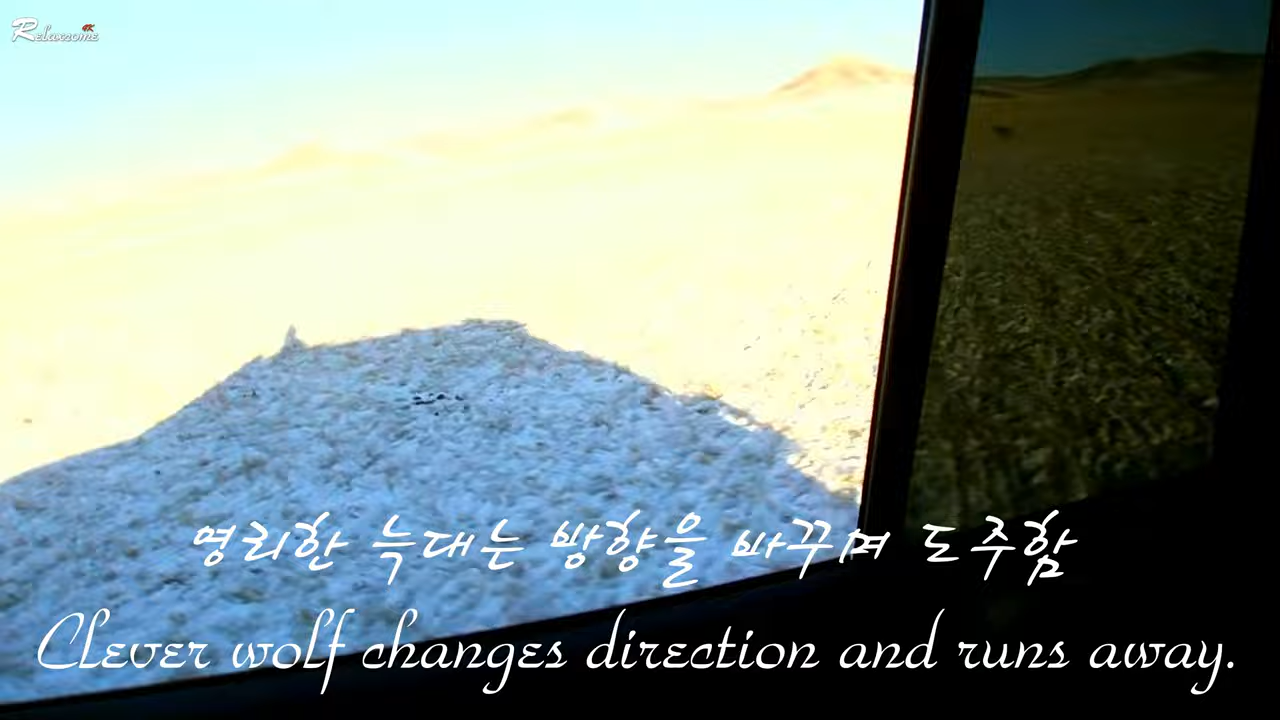 Relaxsome 4K
영리한 늑대는 방향을 바꾸며 도주함
Clever wolf changes direction and runs away.